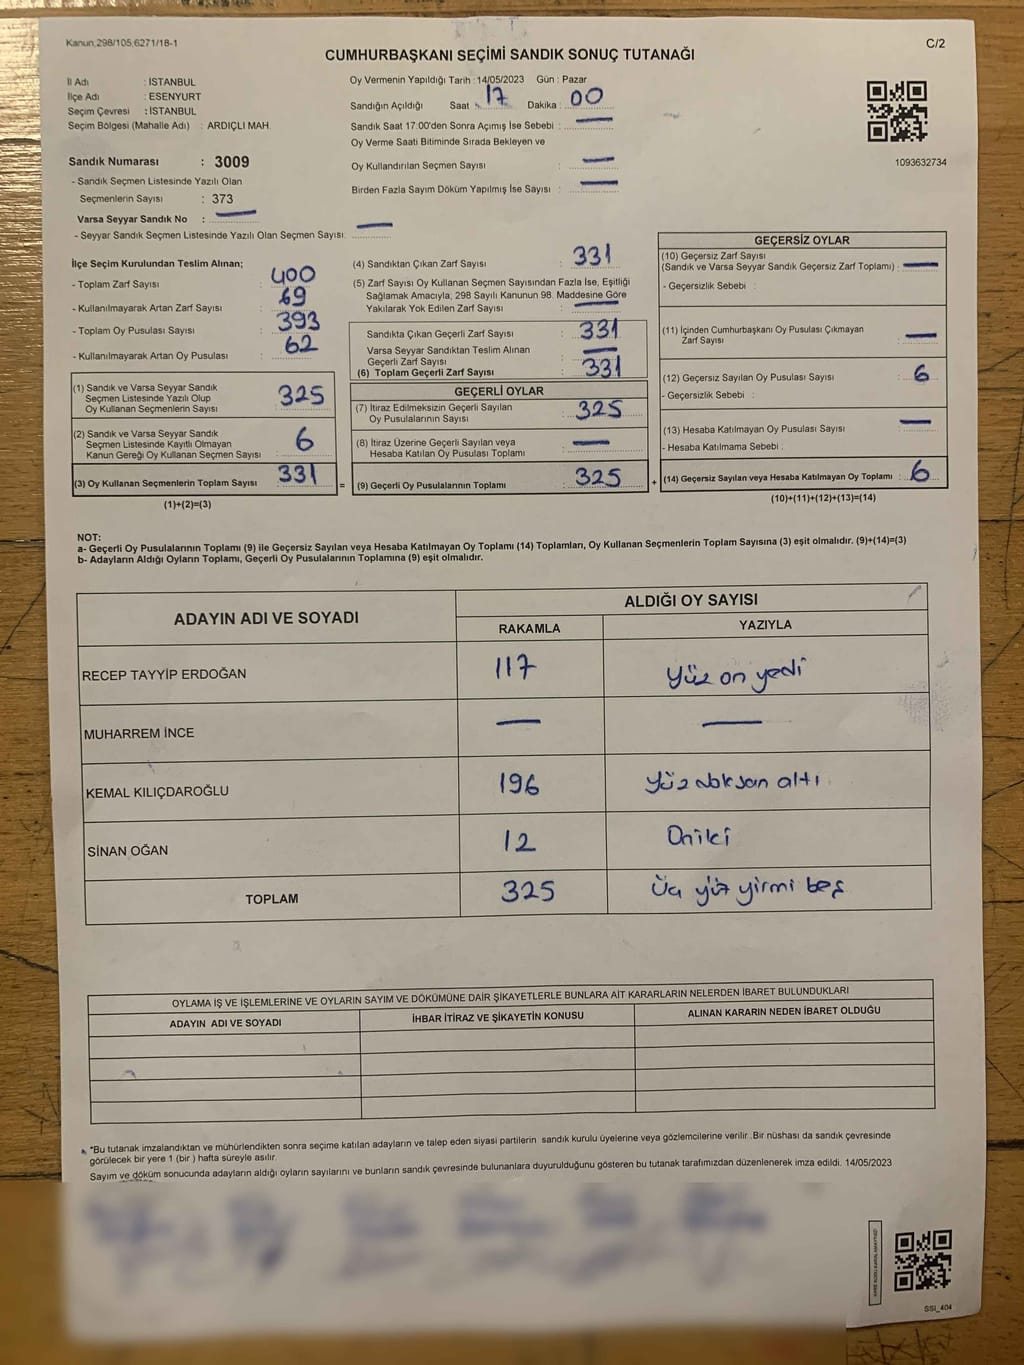 Kanun,298/105,6271/18-1
C/2
CUMHURBAŞKANI SEÇİMİ SANDIK SONUÇ TUTANAĞI
İl Adı : İSTANBUL
İlçe Adı : ESENYURT
Seçim Çevresi : İSTANBUL
Seçim Bölgesi (Mahalle Adı) : ARDIÇLI MAH.
Oy Vermenin Yapıldığı Tarih : 14/05/2023 Gün : Pazar
Sandığın Açıldığı Saat : 17 Dakika : 00
Sandık Saat 17:00'den Sonra Açımış İse Sebebi : —
Oy Verme Saati Bitiminde Sırada Bekleyen ve
Oy Kullandırılan Seçmen Sayısı : —
Birden Fazla Sayım Döküm Yapılmış İse Sayısı : —
1093632734
Sandık Numarası : 3009
- Sandık Seçmen Listesinde Yazılı Olan
Seçmenlerin Sayısı : 373
Varsa Seyyar Sandık No : —
- Seyyar Sandık Seçmen Listesinde Yazılı Olan Seçmen Sayısı: —
İlçe Seçim Kurulundan Teslim Alınan;
- Toplam Zarf Sayısı : 400
- Kullanılmayarak Artan Zarf Sayısı : 69
- Toplam Oy Pusulası Sayısı : 393
- Kullanılmayarak Artan Oy Pusulası : 62
(1) Sandık ve Varsa Seyyar Sandık
Seçmen Listesinde Yazılı Olup
Oy Kullanan Seçmenlerin Sayısı : 325
(2) Sandık ve Varsa Seyyar Sandık
Seçmen Listesinde Kayıtlı Olmayan
Kanun Gereği Oy Kullanan Seçmen Sayısı : 6
(3) Oy Kullanan Seçmenlerin Toplam Sayısı : 331
(1)+(2)=(3)
=
(4) Sandıktan Çıkan Zarf Sayısı : 331
(5) Zarf Sayısı Oy Kullanan Seçmen Sayısından Fazla İse, Eşitliği
Sağlamak Amacıyla, 298 Sayılı Kanunun 98. Maddesine Göre
Yakılarak Yok Edilen Zarf Sayısı : —
Sandıkta Çıkan Geçerli Zarf Sayısı : 331
Varsa Seyyar Sandıktan Teslim Alınan
Geçerli Zarf Sayısı : —
(6) Toplam Geçerli Zarf Sayısı : 331
GEÇERLİ OYLAR
(7) İtiraz Edilmeksizin Geçerli Sayılan
Oy Pusulalarının Sayısı : 325
(8) İtiraz Üzerine Geçerli Sayılan veya
Hesaba Katılan Oy Pusulası Toplamı : —
(9) Geçerli Oy Pusulalarının Toplamı : 325
+
GEÇERSİZ OYLAR
(10) Geçersiz Zarf Sayısı
(Sandık ve Varsa Seyyar Sandık Geçersiz Zarf Toplamı) : —
- Geçersizlik Sebebi :
(11) İçinden Cumhurbaşkanı Oy Pusulası Çıkmayan
Zarf Sayısı : —
(12) Geçersiz Sayılan Oy Pusulası Sayısı : 6
- Geçersizlik Sebebi :
(13) Hesaba Katılmayan Oy Pusulası Sayısı : —
- Hesaba Katılmama Sebebi :
(14) Geçersiz Sayılan veya Hesaba Katılmayan Oy Toplamı : 6
(10)+(11)+(12)+(13)=(14)
NOT:
a- Geçerli Oy Pusulalarının Toplamı (9) ile Geçersiz Sayılan veya Hesaba Katılmayan Oy Toplamı (14) Toplamları, Oy Kullanan Seçmenlerin Toplam Sayısına (3) eşit olmalıdır. (9)+(14)=(3)
b- Adayların Aldığı Oyların Toplamı, Geçerli Oy Pusulalarının Toplamına (9) eşit olmalıdır.
ADAYIN ADI VE SOYADI
ALDIĞI OY SAYISI
RAKAMLA
YAZIYLA
RECEP TAYYİP ERDOĞAN 117 Yüz on yedi
MUHARREM İNCE — —
KEMAL KILIÇDAROĞLU 196 Yüz doksan altı
SİNAN OĞAN 12 Oniki
TOPLAM 325 Üç yüz yirmi beş
OYLAMA İŞ VE İŞLEMLERİNE VE OYLARIN SAYIM VE DÖKÜMÜNE DAİR ŞİKAYETLERLE BUNLARA AİT KARARLARIN NELERDEN İBARET BULUNDUKLARI
ADAYIN ADI VE SOYADI
İHBAR İTİRAZ VE ŞİKAYETİN KONUSU
ALINAN KARARIN NEDEN İBARET OLDUĞU
*Bu tutanak imzalandıktan ve mühürlendikten sonra seçime katılan adayların ve talep eden siyasi partilerin sandık kurulu üyelerine veya gözlemcilerine verilir. Bir nüshası da sandık çevresinde
görülecek bir yere 1 (bir ) hafta süreyle asılır.
Sayım ve döküm sonucunda adayların aldığı oyların sayılarını ve bunların sandık çevresinde bulunanlara duyurulduğunu gösteren bu tutanak tarafımızdan düzenlenerek imza edildi. 14/05/2023
SSI_404